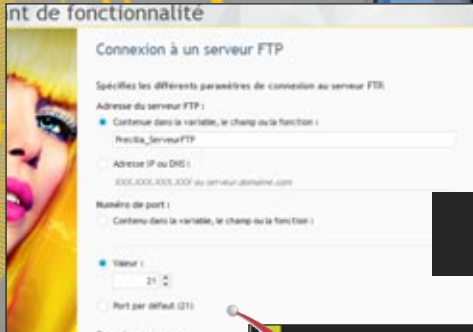 nt de fonctionnalité
Connexion à un serveur FTP
Spécifiez les différents paramètres de connexion au serveur FTP.
Adresse du serveur FTP :
Contenue dans la variable, le champ ou la fonction :
Precilia_ServeurFTP
Adresse IP ou DNS :
XXX.XXX.XXX.XXX ou serveur.domaine.com
Numéro de port :
Contenu dans la variable, le champ ou la fonction :
Valeur :
21
Port par défaut (21)